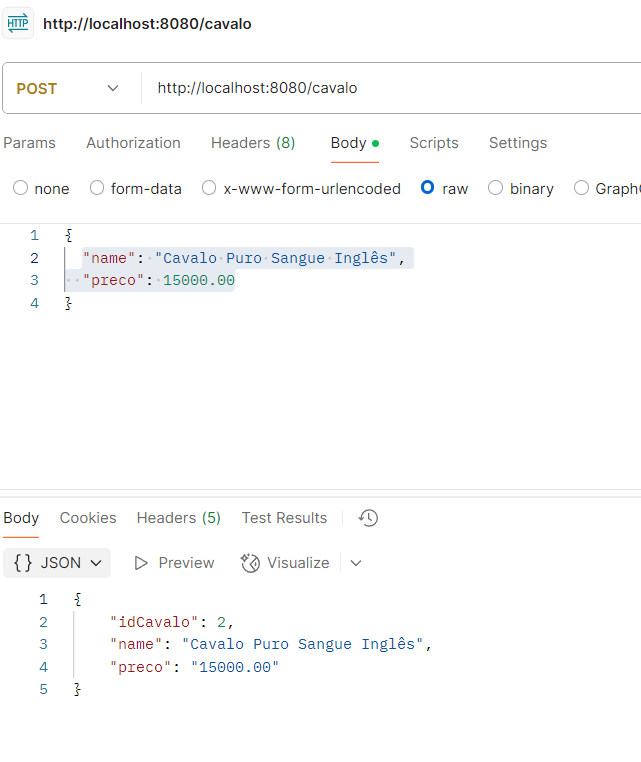 HTTP http://localhost:8080/cavalo
POST http://localhost:8080/cavalo
Params Authorization Headers (8) Body Scripts Settings
none form-data x-www-form-urlencoded raw binary Graph
1 {
2 "name": "Cavalo Puro Sangue Inglês",
3 "preco": 15000.00
4 }
Body Cookies Headers (5) Test Results
{} JSON Preview Visualize
1 {
2 "idCavalo": 2,
3 "name": "Cavalo Puro Sangue Inglês",
4 "preco": "15000.00"
5 }